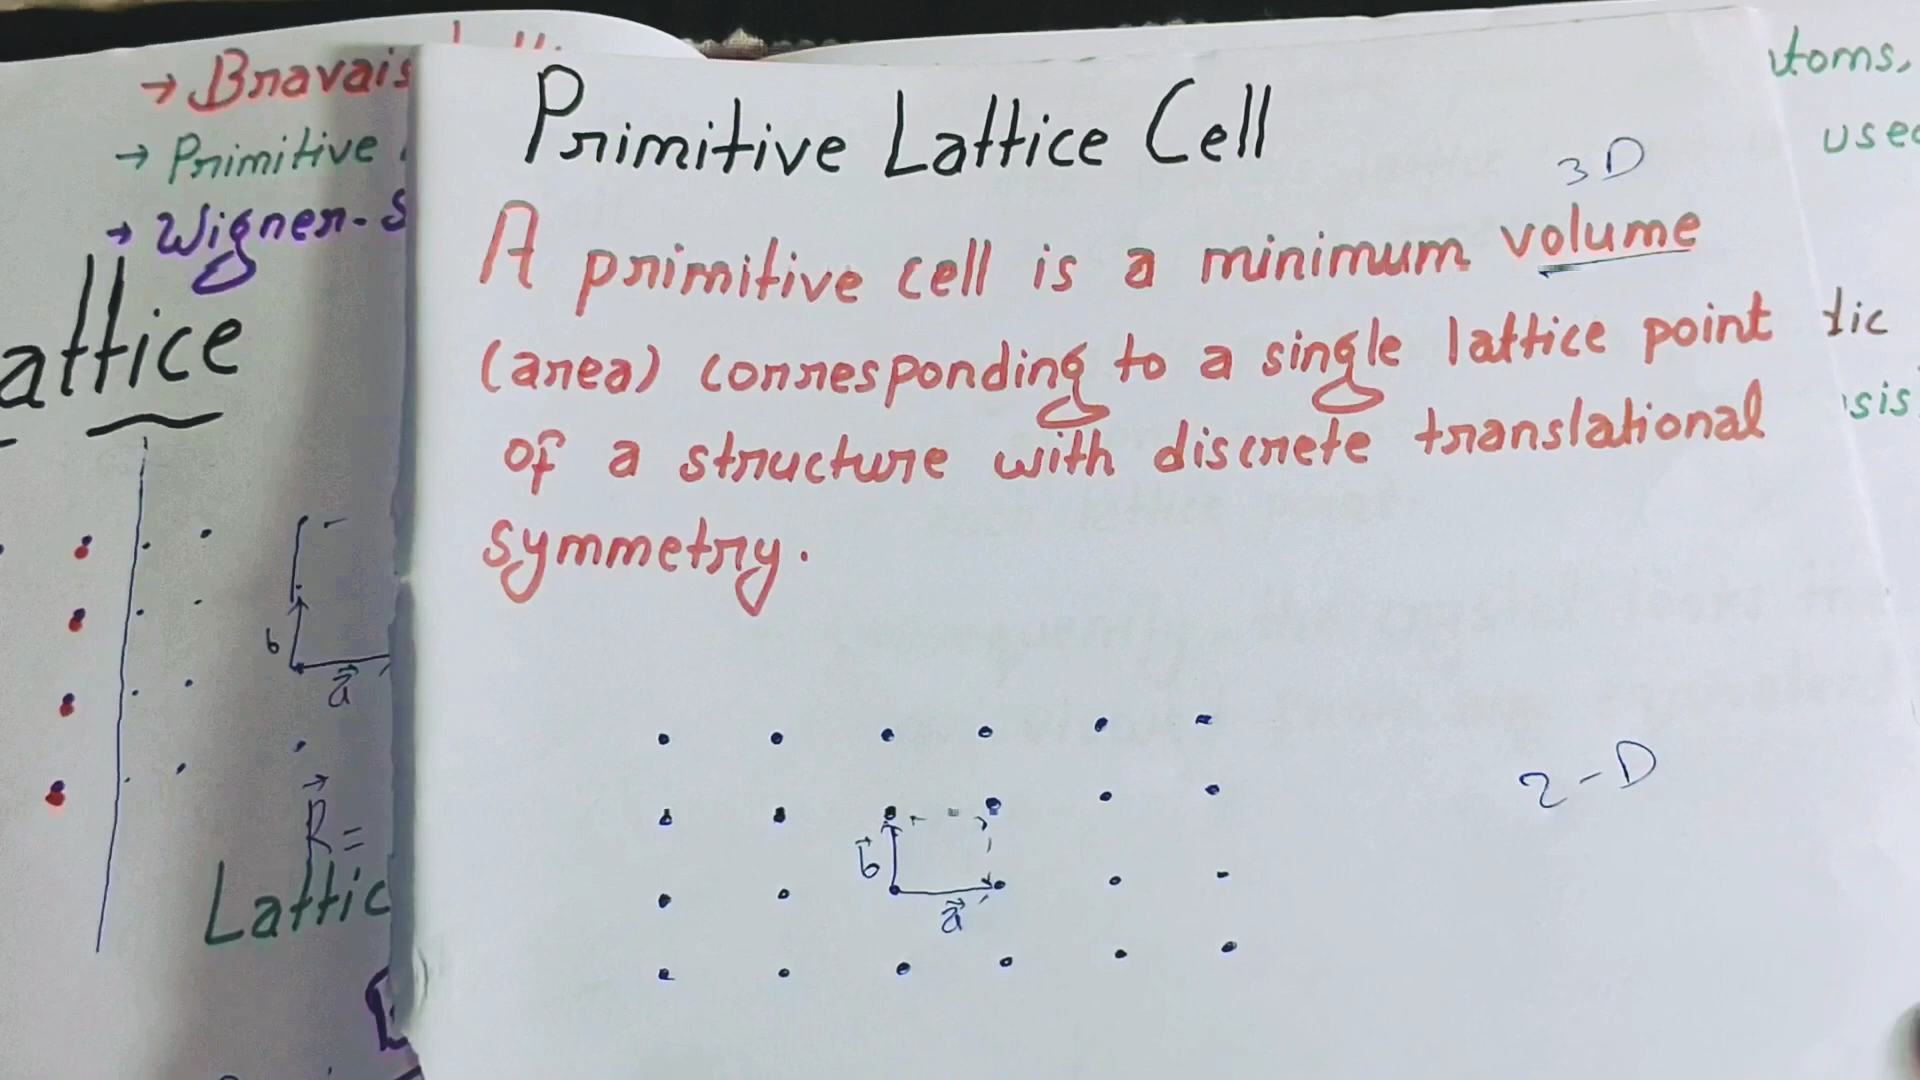 → Bravais
→ Primitive
→ Wigner-S
attice
b
a
R =
Lattic
Primitive Lattice Cell
3D
A primitive cell is a minimum volume
(area) corresponding to a single lattice point
of a structure with discrete translational
symmetry.
b
a
2-D
toms,
used
tic
sis